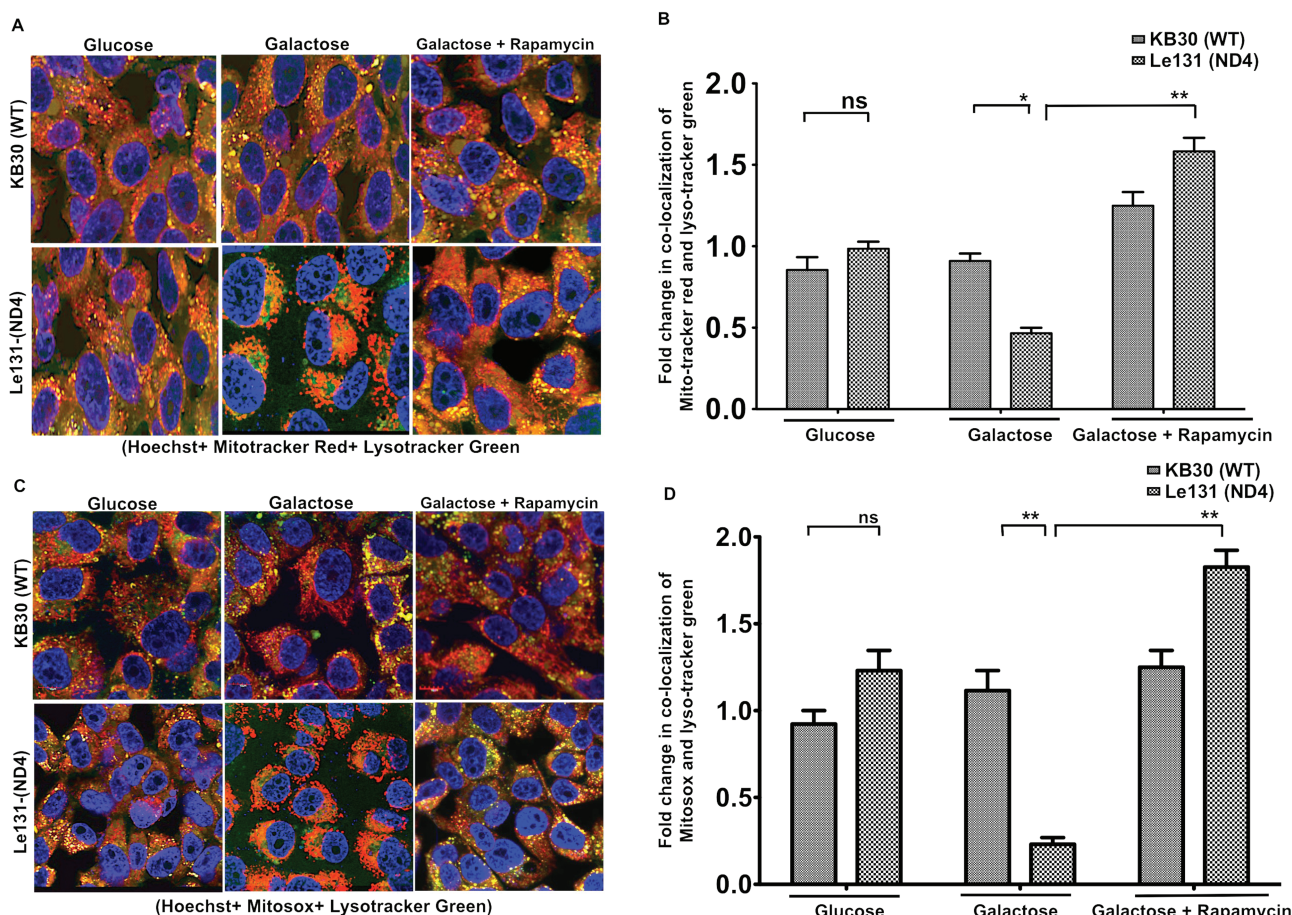 A
Glucose
Galactose
Galactose + Rapamycin
KB30 (WT)
Le131-(ND4)
(Hoechst+ Mitotracker Red+ Lysotracker Green
B
KB30 (WT)
Le131 (ND4)
Fold change in co-localization of
Mito-tracker red and lyso-tracker green
2.0
1.5
1.0
0.5
0.0
ns
*
**
Glucose
Galactose
Galactose + Rapamycin
C
Glucose
Galactose
Galactose + Rapamycin
KB30 (WT)
Le131-(ND4)
(Hoechst+ Mitosox+ Lysotracker Green)
D
KB30 (WT)
Le131 (ND4)
Fold change in co-localization of
Mitosox and lyso-tracker green
2.0
1.5
1.0
0.5
0.0
ns
**
**
Glucose
Galactose
Galactose + Rapamycin